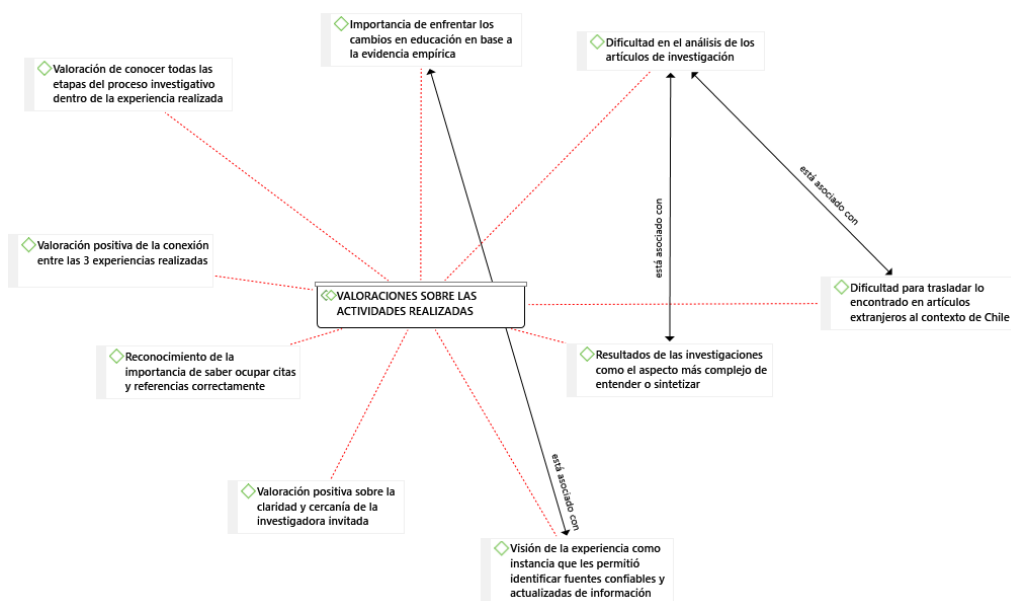 Importancia de enfrentar los
cambios en educación en base a
la evidencia empírica
Dificultad en el análisis de los
artículos de investigación
Valoración de conocer todas las
etapas del proceso investigativo
dentro de la experiencia realizada
está asociado con
está asociado con
Valoración positiva de la conexión
entre las 3 experiencias realizadas
VALORACIONES SOBRE LAS
ACTIVIDADES REALIZADAS
Dificultad para trasladar lo
encontrado en artículos
extranjeros al contexto de Chile
Reconocimiento de la
importancia de saber ocupar citas
y referencias correctamente
Resultados de las investigaciones
como el aspecto más complejo de
entender o sintetizar
está asociado con
Valoración positiva sobre la
claridad y cercanía de la
investigadora invitada
Visión de la experiencia como
instancia que les permitió
identificar fuentes confiables y
actualizadas de información